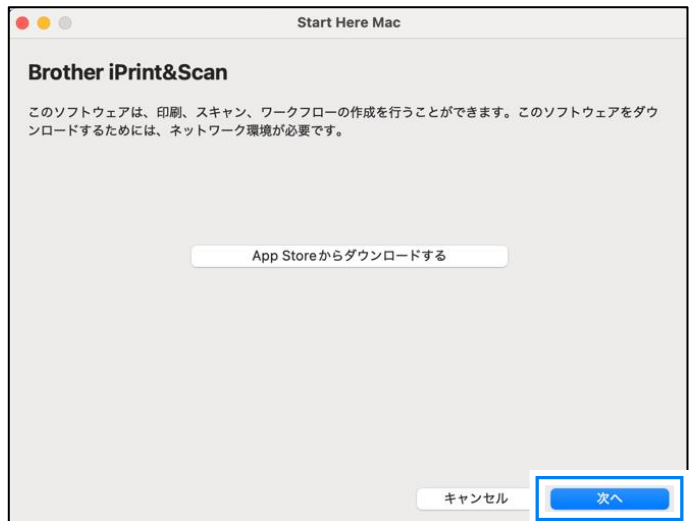 Start Here Mac
Brother iPrint&Scan
このソフトウェアは、印刷、スキャン、ワークフローの作成を行うことができます。このソフトウェアをダウ
ンロードするためには、ネットワーク環境が必要です。
App Storeからダウンロードする
キャンセル 次へ